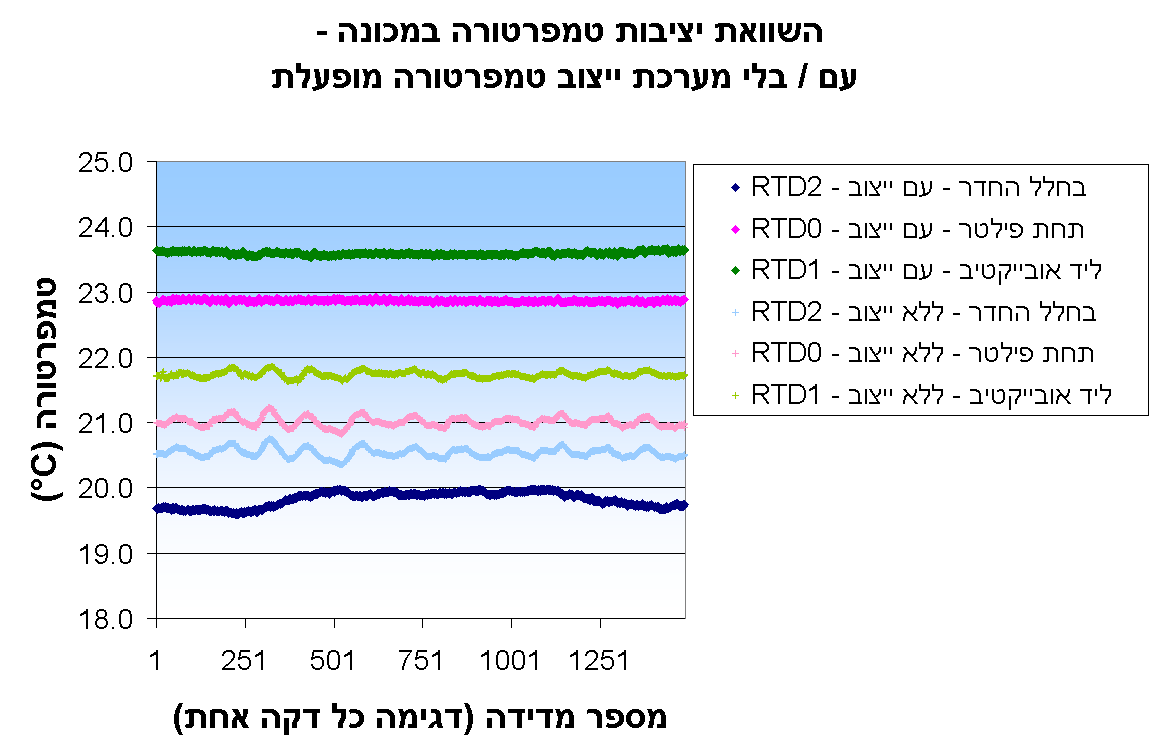 השוואת יציבות טמפרטורה במכונה -
עם / בלי מערכת ייצוב טמפרטורה מופעלת
טמפרטורה (°C)
25.0
24.0
23.0
22.0
21.0
20.0
19.0
18.0
1 251 501 751 1001 1251
מספר מדידה (דגימה כל דקה אחת)
RTD2 - בחלל החדר - עם ייצוב
RTD0 - תחת פילטר - עם ייצוב
RTD1 - ליד אובייקטיב - עם ייצוב
RTD2 - בחלל החדר - ללא ייצוב
RTD0 - תחת פילטר - ללא ייצוב
RTD1 - ליד אובייקטיב - ללא ייצוב